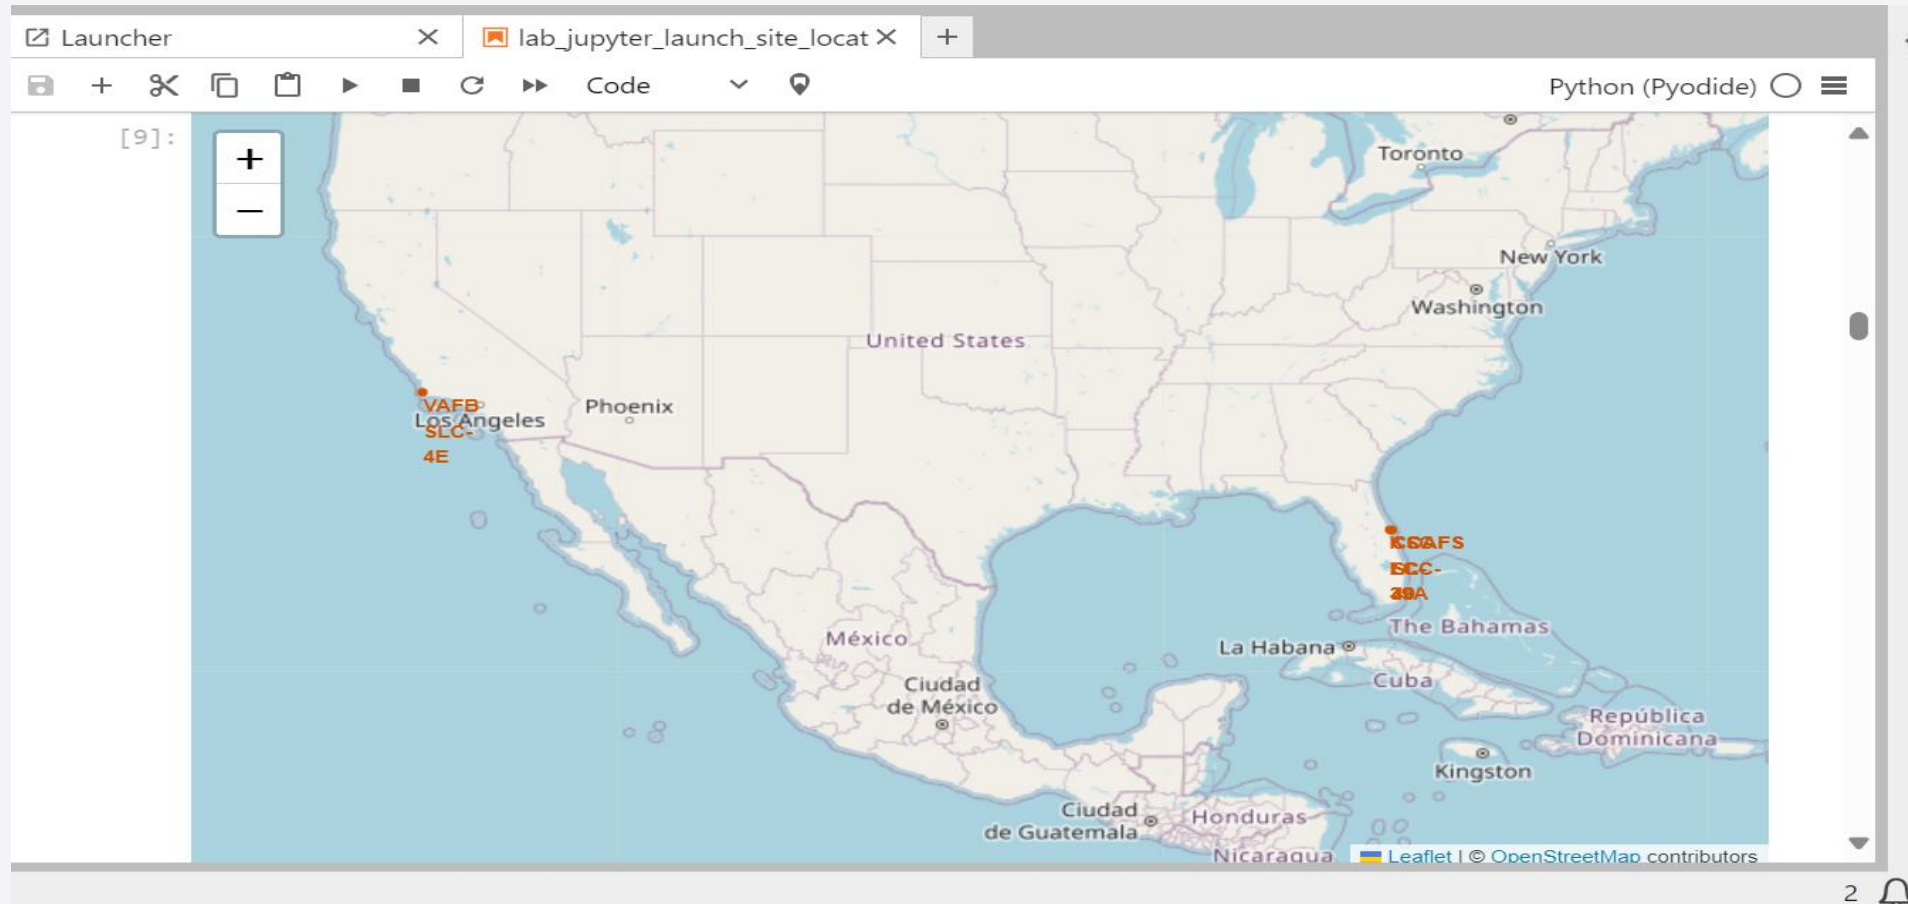 Launcher
lab_jupyter_launch_site_locat
Code
Python (Pyodide)
[9]:
+
−
Toronto
New York
Washington
United States
Phoenix
VAFB
Los Angeles
SLC-
4E
México
Ciudad
de México
La Habana
The Bahamas
Cuba
República
Dominicana
Kingston
Ciudad
de Guatemala
Honduras
Nicaragua
Leaflet | © OpenStreetMap contributors
2